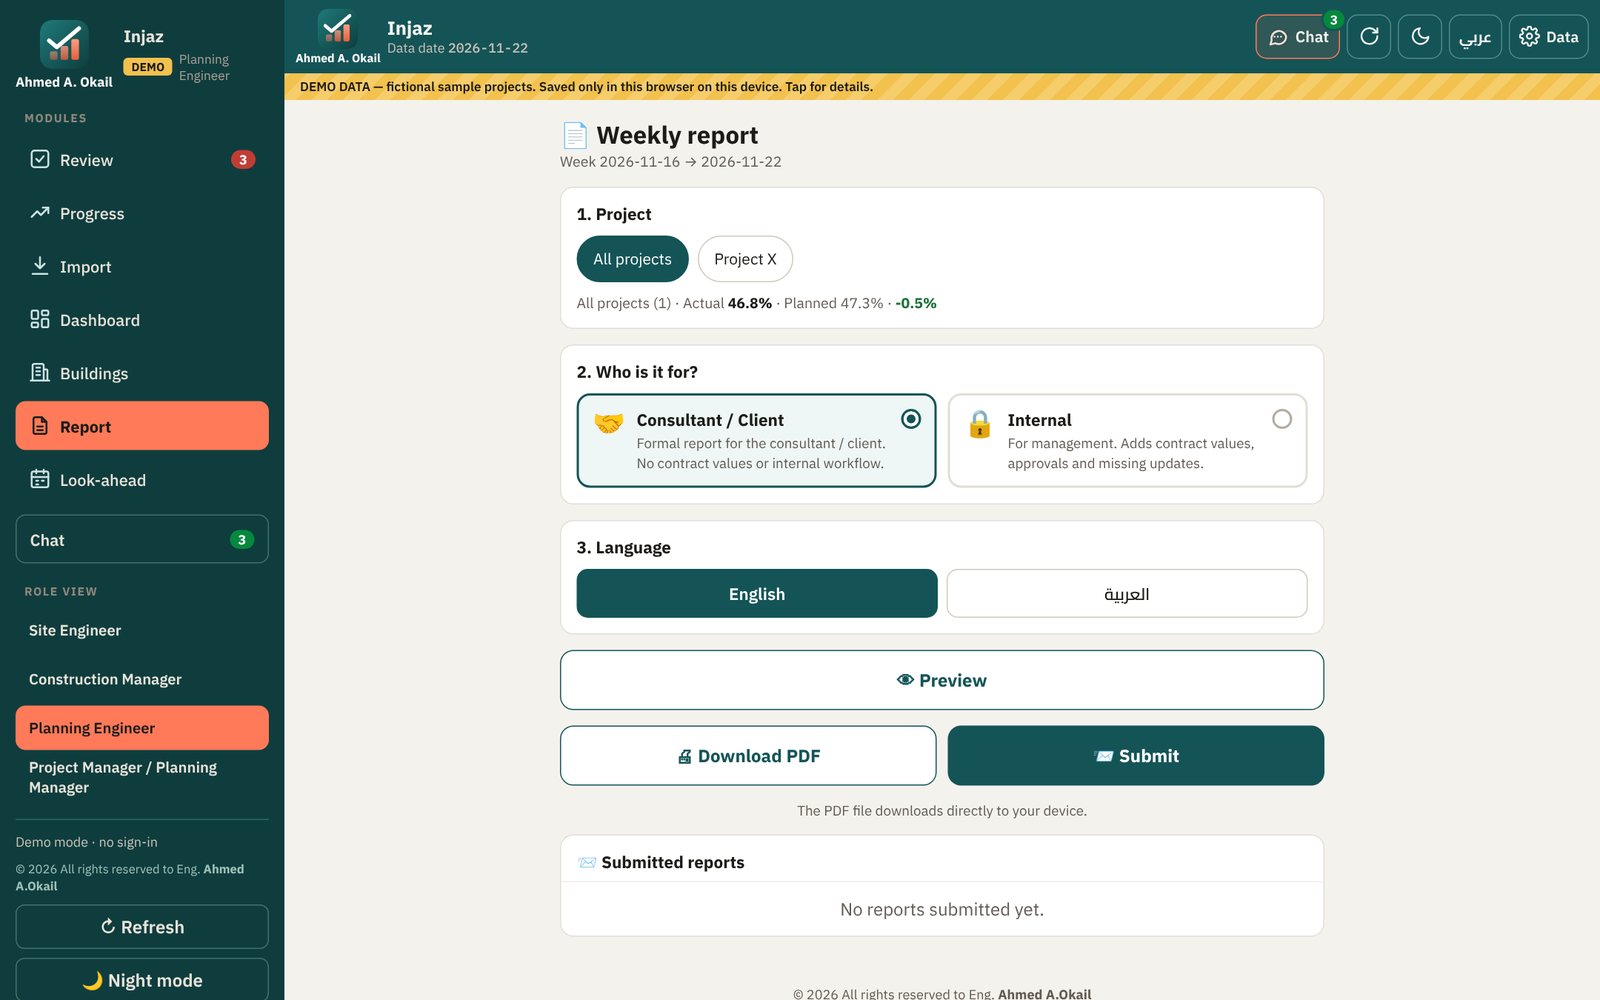 Injaz
DEMO
Planning
Engineer
Ahmed A. Okail
MODULES
Review
3
Progress
Import
Dashboard
Buildings
Report
Look-ahead
Chat
3
ROLE VIEW
Site Engineer
Construction Manager
Planning Engineer
Project Manager / Planning
Manager
Demo mode · no sign-in
© 2026 All rights reserved to Eng. Ahmed
A.Okail
↻ Refresh
🌙 Night mode
Ahmed A. Okail
Injaz
Data date 2026-11-22
Chat
3
عربي
Data
DEMO DATA — fictional sample projects. Saved only in this browser on this device. Tap for details.
📄 Weekly report
Week 2026-11-16 → 2026-11-22
1. Project
All projects
Project X
All projects (1) · Actual 46.8% · Planned 47.3% · -0.5%
2. Who is it for?
Consultant / Client
Formal report for the consultant / client.
No contract values or internal workflow.
Internal
For management. Adds contract values,
approvals and missing updates.
3. Language
English
العربية
👁 Preview
🖨 Download PDF
📨 Submit
The PDF file downloads directly to your device.
📨 Submitted reports
No reports submitted yet.
© 2026 All rights reserved to Eng. Ahmed A.Okail